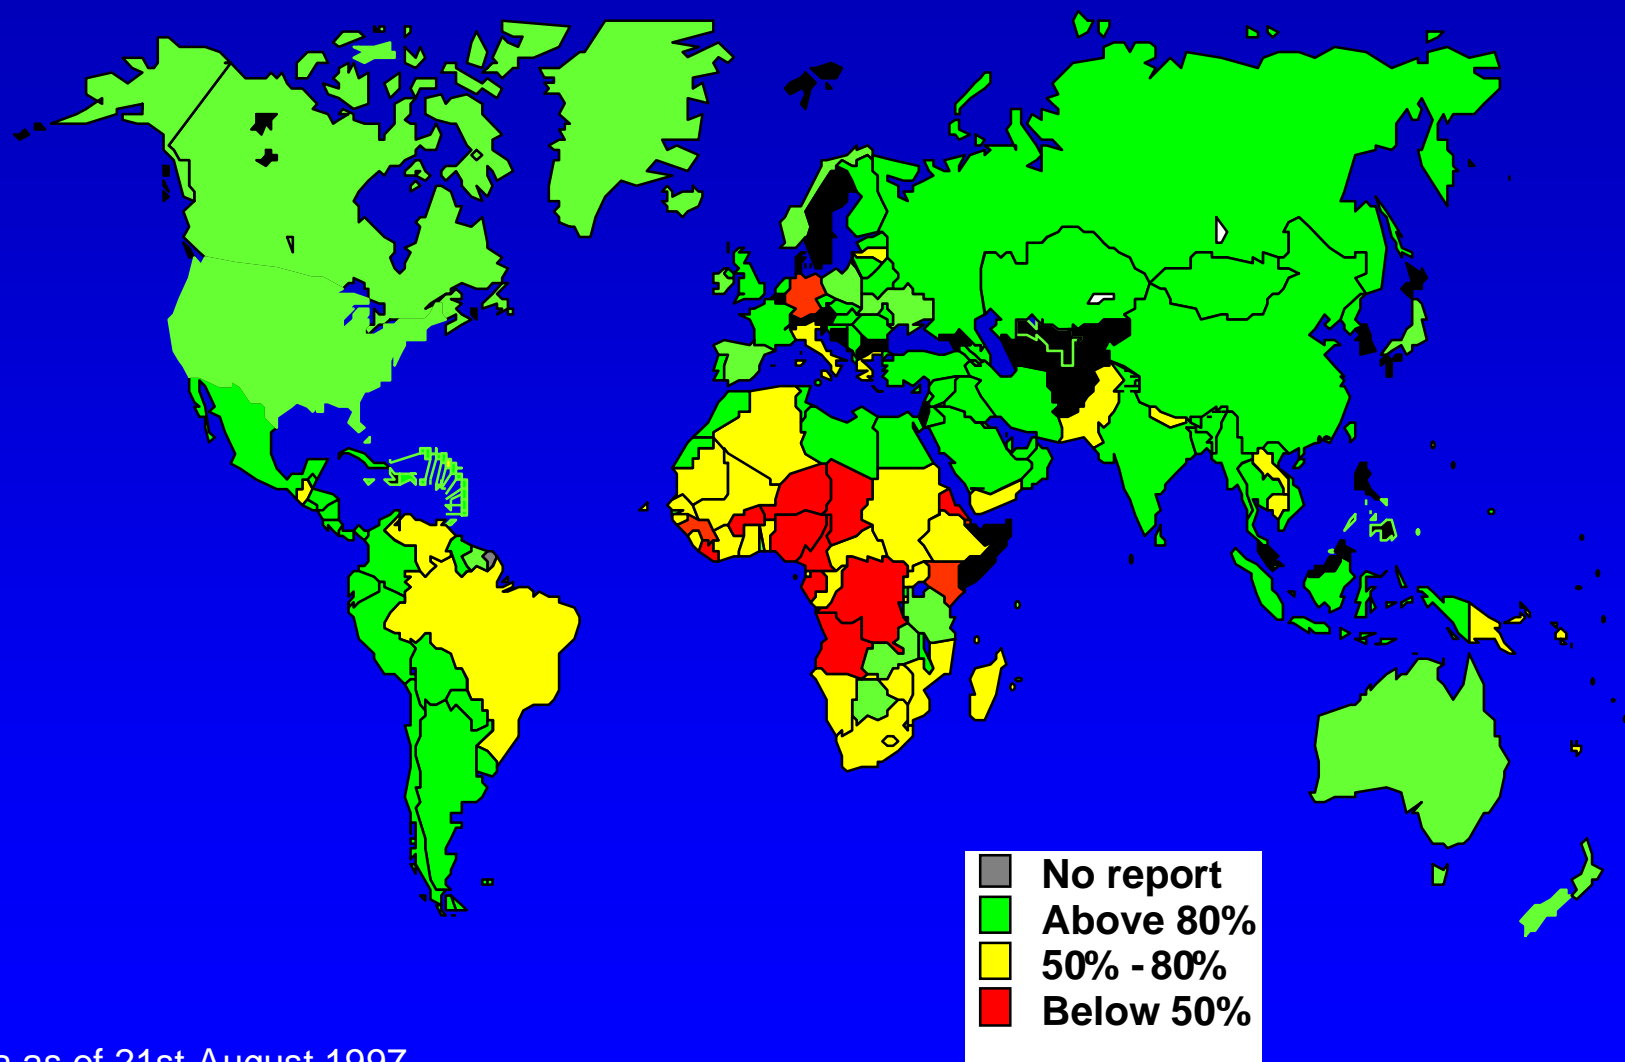 No report
Above 80%
50% - 80%
Below 50%
as of 21st August 1997